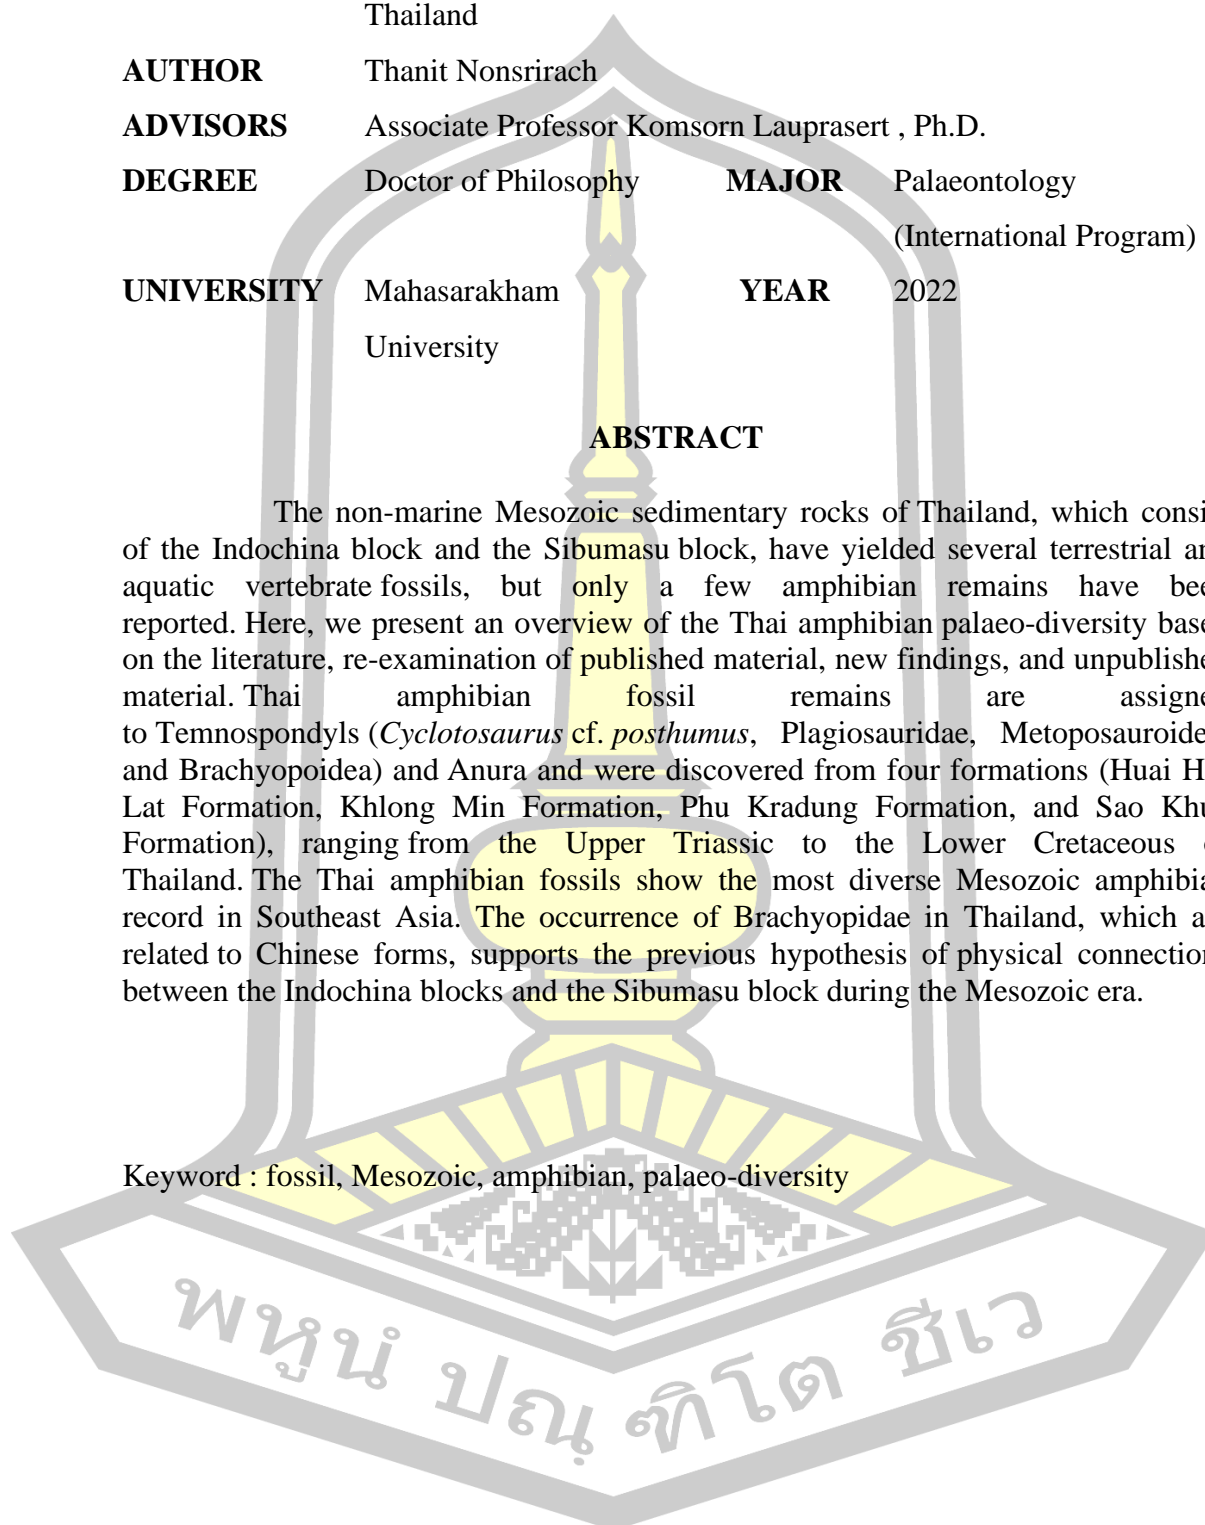 Thailand
AUTHOR Thanit Nonsrirach
ADVISORS Associate Professor Komsorn Lauprasert , Ph.D.
DEGREE Doctor of Philosophy MAJOR Palaeontology
(International Program)
UNIVERSITY Mahasarakham YEAR 2022
University
ABSTRACT
The non-marine Mesozoic sedimentary rocks of Thailand, which consi
of the Indochina block and the Sibumasu block, have yielded several terrestrial an
aquatic vertebrate fossils, but only a few amphibian remains have bee
reported. Here, we present an overview of the Thai amphibian palaeo-diversity base
on the literature, re-examination of published material, new findings, and unpublishe
material. Thai amphibian fossil remains are assigne
to Temnospondyls (Cyclotosaurus cf. posthumus, Plagiosauridae, Metoposauroide
and Brachyopoidea) and Anura and were discovered from four formations (Huai H
Lat Formation, Khlong Min Formation, Phu Kradung Formation, and Sao Khu
Formation), ranging from the Upper Triassic to the Lower Cretaceous
Thailand. The Thai amphibian fossils show the most diverse Mesozoic amphibia
record in Southeast Asia. The occurrence of Brachyopidae in Thailand, which a
related to Chinese forms, supports the previous hypothesis of physical connection
between the Indochina blocks and the Sibumasu block during the Mesozoic era.
Keyword : fossil, Mesozoic, amphibian, palaeo-diversity
พหูนํ ปณฺฑิโต ชีเว